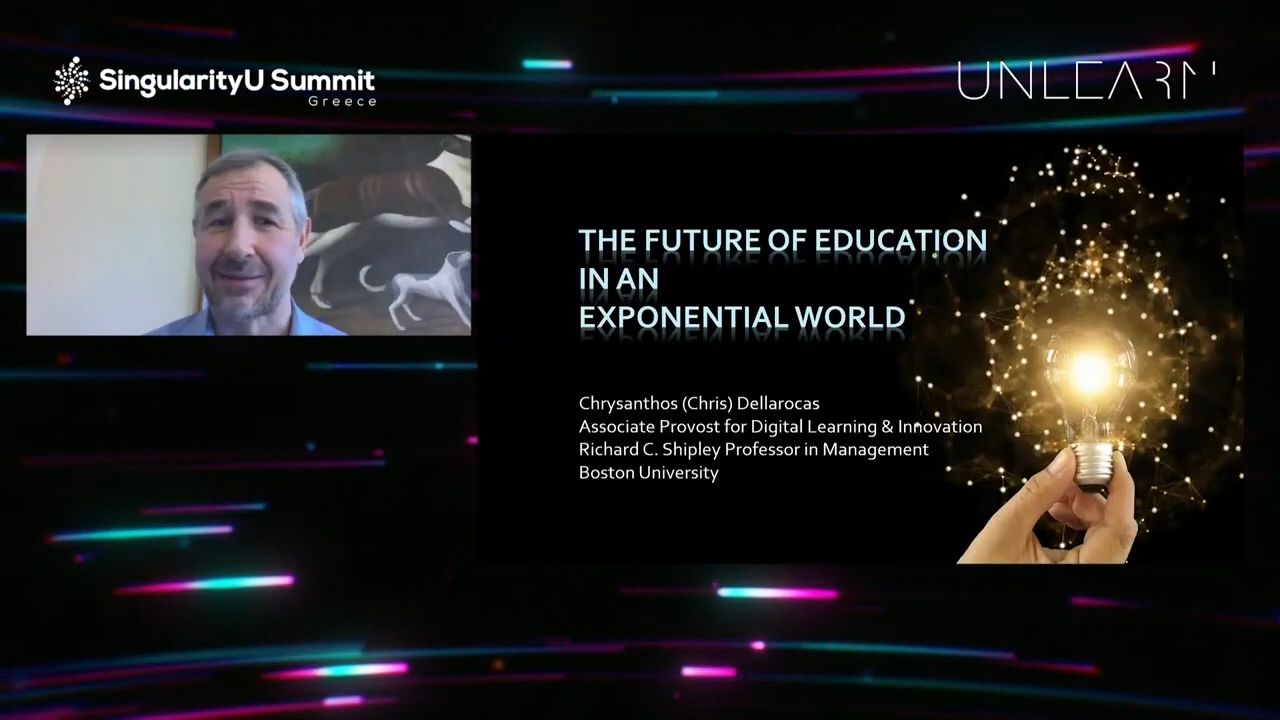 SingularityU Summit
Greece
UNLEARN
THE FUTURE OF EDUCATION
IN AN
EXPONENTIAL WORLD
Chrysanthos (Chris) Dellarocas
Associate Provost for Digital Learning & Innovation
Richard C. Shipley Professor in Management
Boston University